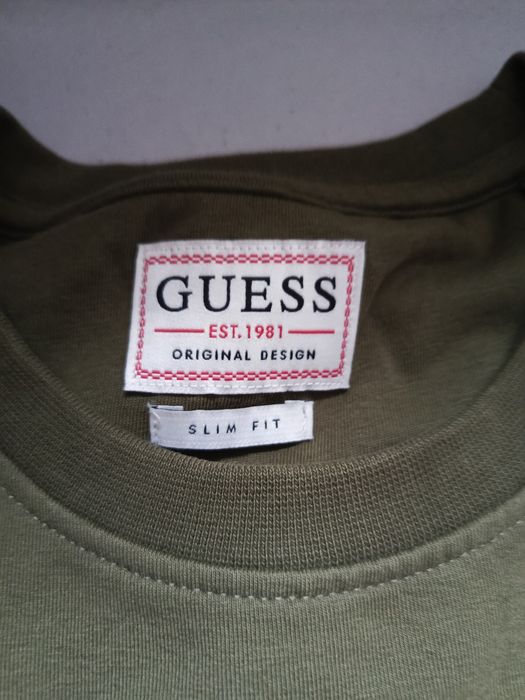 GUESS
EST. 1981
ORIGINAL DESIGN
SLIM FIT